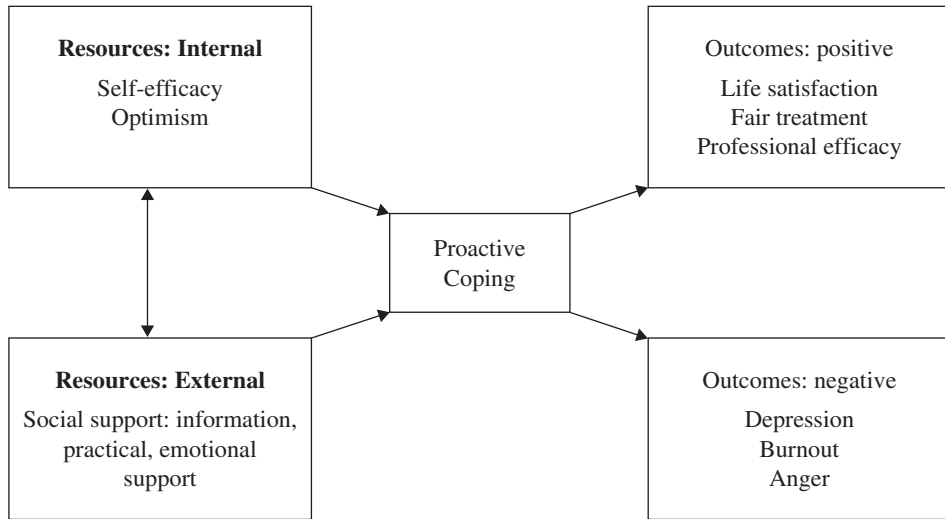 Resources: Internal
Self-efficacy
Optimism
Outcomes: positive
Life satisfaction
Fair treatment
Professional efficacy
Proactive
Coping
Resources: External
Social support: information,
practical, emotional
support
Outcomes: negative
Depression
Burnout
Anger